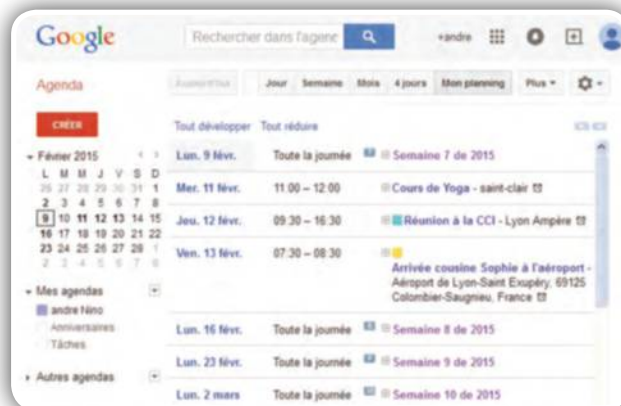 Google
Rechercher dans l'agene
+andre
Agenda
Aujourd'hui
Jour Semaine Mois 4 jours Mon planning Plus
CRÉER
Tout développer Tout réduire
Février 2015
L M M J V S D
26 27 28 29 30 31 1
2 3 4 5 6 7 8
9 10 11 12 13 14 15
16 17 18 19 20 21 22
23 24 25 26 27 28 1
2 3 4 5 6 7 8
Mes agendas
andre Nino
Anniversaires
Tâches
Autres agendas
Lun. 9 févr. Toute la journée Semaine 7 de 2015
Mer. 11 févr. 11:00 – 12:00 Cours de Yoga - saint-clair
Jeu. 12 févr. 09:30 – 16:30 Réunion à la CCI - Lyon Ampère
Ven. 13 févr. 07:30 – 08:30
Arrivée cousine Sophie à l'aéroport -
Aéroport de Lyon-Saint Exupéry, 69125
Colombier-Saugnieu, France
Lun. 16 févr. Toute la journée Semaine 8 de 2015
Lun. 23 févr. Toute la journée Semaine 9 de 2015
Lun. 2 mars Toute la journée Semaine 10 de 2015